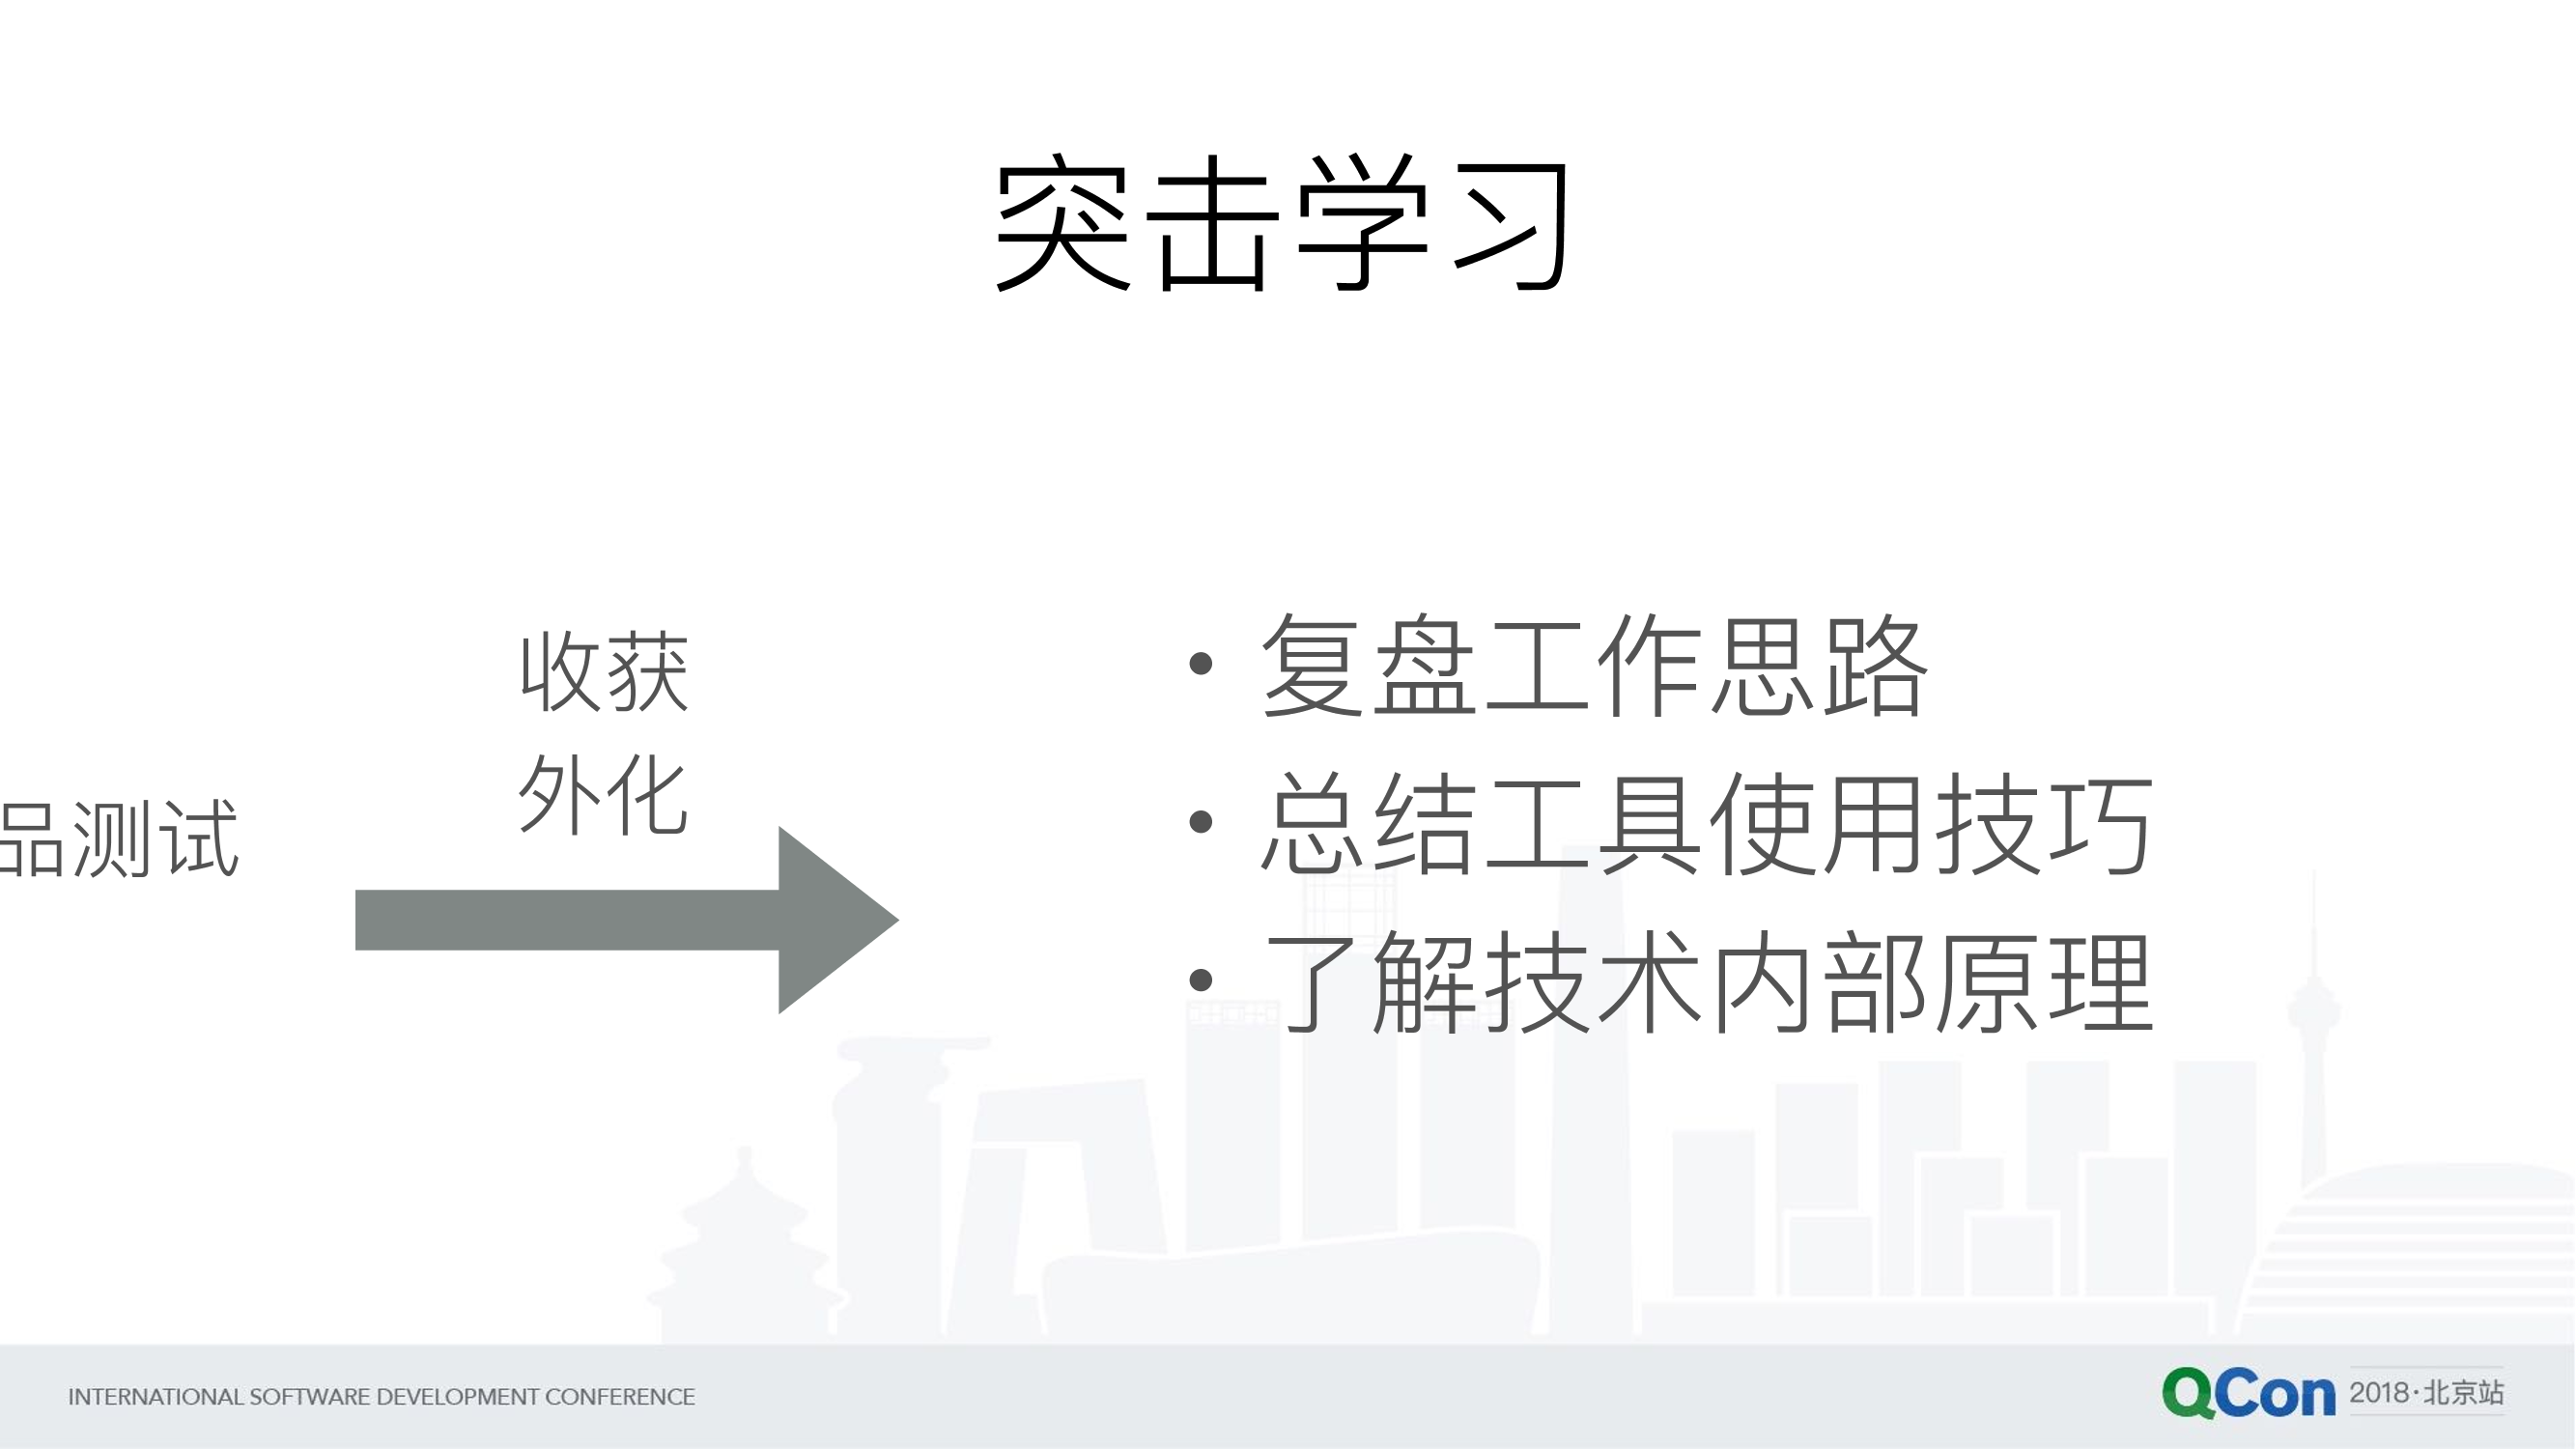 突击学习
收获
外化
品测试
• 复盘工作思路
• 总结工具使用技巧
• 了解技术内部原理
INTERNATIONAL SOFTWARE DEVELOPMENT CONFERENCE
QCon 2018·北京站